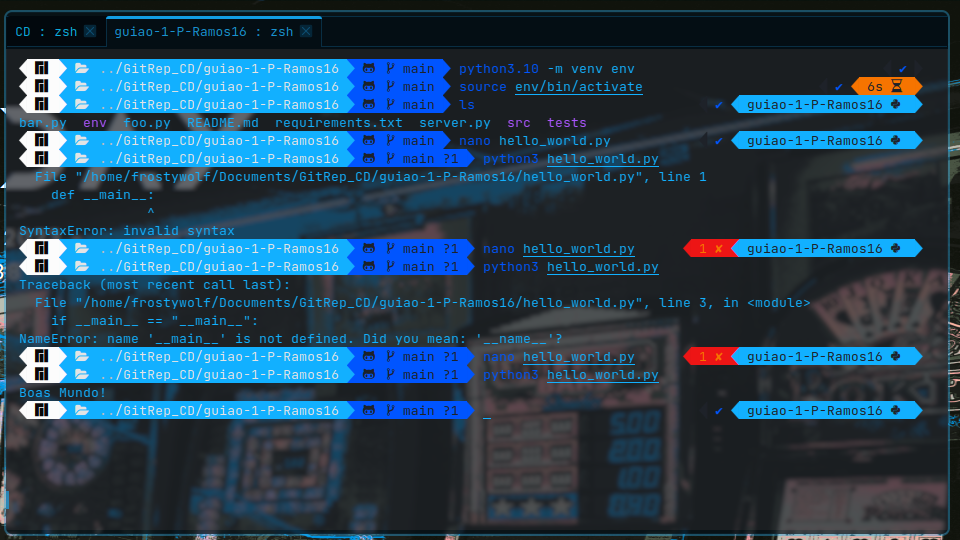 CD : zsh
guiao-1-P-Ramos16 : zsh
../GitRep_CD/guiao-1-P-Ramos16 main python3.10 -m venv env ✔
../GitRep_CD/guiao-1-P-Ramos16 main source env/bin/activate ✔ 6s
../GitRep_CD/guiao-1-P-Ramos16 main ls ✔ guiao-1-P-Ramos16
bar.py env foo.py README.md requirements.txt server.py src tests
../GitRep_CD/guiao-1-P-Ramos16 main nano hello_world.py ✔ guiao-1-P-Ramos16
../GitRep_CD/guiao-1-P-Ramos16 main ?1 python3 hello_world.py
File "/home/frostywolf/Documents/GitRep_CD/guiao-1-P-Ramos16/hello_world.py", line 1
def __main__:
^
SyntaxError: invalid syntax
../GitRep_CD/guiao-1-P-Ramos16 main ?1 nano hello_world.py 1 ✘ guiao-1-P-Ramos16
../GitRep_CD/guiao-1-P-Ramos16 main ?1 python3 hello_world.py
Traceback (most recent call last):
File "/home/frostywolf/Documents/GitRep_CD/guiao-1-P-Ramos16/hello_world.py", line 3, in <module>
if __main__ == "__main__":
NameError: name '__main__' is not defined. Did you mean: '__name__'?
../GitRep_CD/guiao-1-P-Ramos16 main ?1 nano hello_world.py 1 ✘ guiao-1-P-Ramos16
../GitRep_CD/guiao-1-P-Ramos16 main ?1 python3 hello_world.py
Boas Mundo!
../GitRep_CD/guiao-1-P-Ramos16 main ?1 _ ✔ guiao-1-P-Ramos16